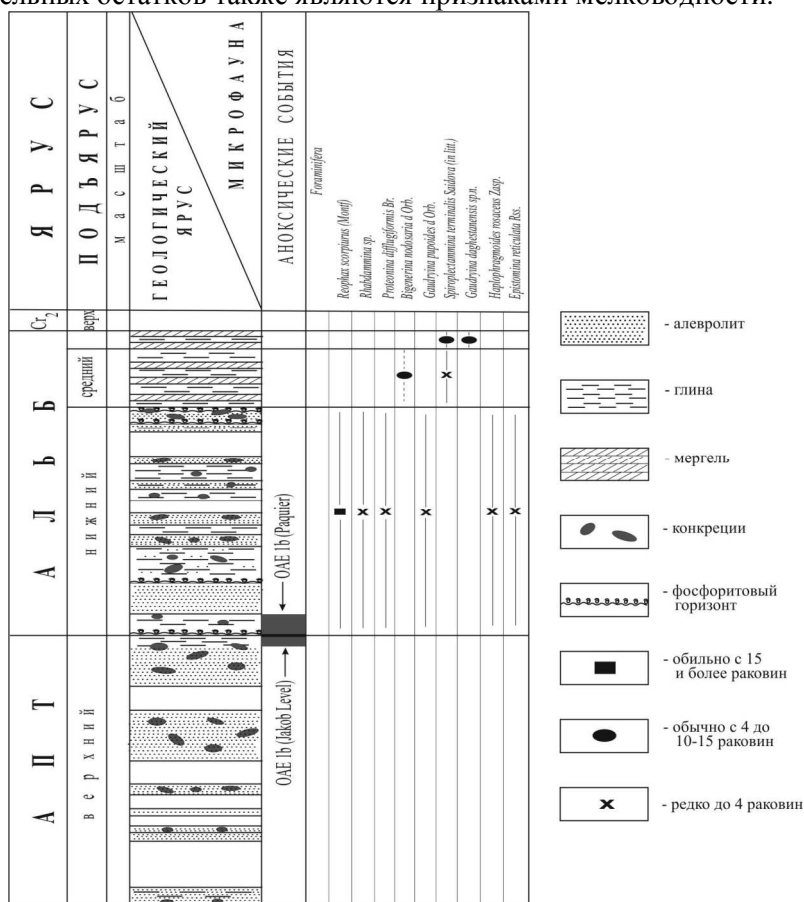 ельных остатков также являются признаками мелководности.
ЯРУС
ПОДЪЯРУС
масштаб
ГЕОЛОГИЧЕСКИЙ
ЯРУС
МИКРОФАУНА
АНОКСИЧЕСКИЕ СОБЫТИЯ
Foraminifera
Reophax scorpiurus (Montf)
Rhabdammina sp.
Proteonina difflugiformis Br.
Bigenerina nodosaria d Orb.
Gaudryina pupoides d Orb.
Spiroplectammina terminalis Saidova (in litt.)
Gaudryina daghestanensis sp.n.
Haplophragmoides rosaceus Zasp.
Epistomina reticulata Rss.
Cr2
верх
АЛЬБ
средний
нижний
OAE 1b (Paquier)
АПТ
верхний
OAE 1b (Jakob Level)
- алевролит
- глина
- мергель
- конкреции
- фосфоритовый
горизонт
- обильно с 15
и более раковин
- обычно с 4 до
10-15 раковин
- редко до 4 раковин